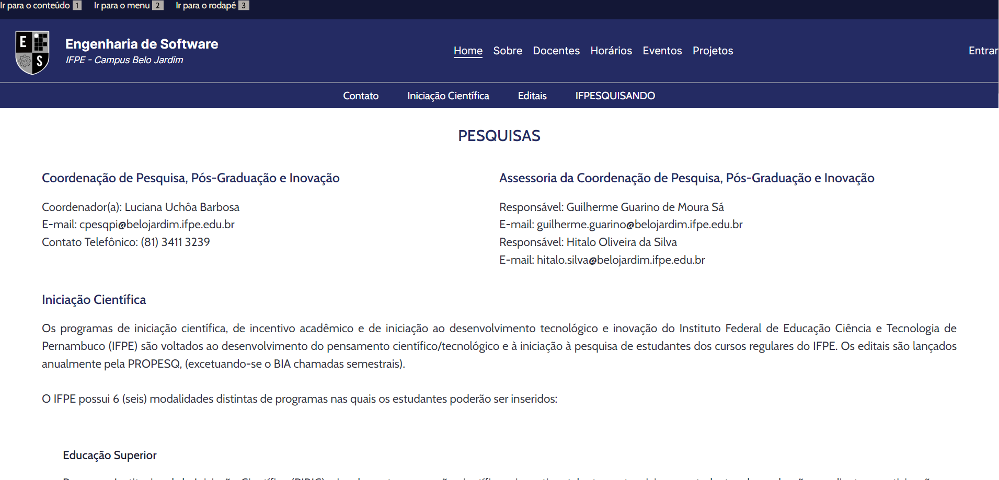 Ir para o conteúdo 1 Ir para o menu 2 Ir para o rodapé 3
E S
Engenharia de Software
IFPE - Campus Belo Jardim
Home Sobre Docentes Horários Eventos Projetos
Entrar
Contato Iniciação Científica Editais IFPESQUISANDO
PESQUISAS
Coordenação de Pesquisa, Pós-Graduação e Inovação
Coordenador(a): Luciana Uchôa Barbosa
E-mail: cpesqpi@belojardim.ifpe.edu.br
Contato Telefônico: (81) 3411 3239
Assessoria da Coordenação de Pesquisa, Pós-Graduação e Inovação
Responsável: Guilherme Guarino de Moura Sá
E-mail: guilherme.guarino@belojardim.ifpe.edu.br
Responsável: Hitalo Oliveira da Silva
E-mail: hitalo.silva@belojardim.ifpe.edu.br
Iniciação Científica
Os programas de iniciação científica, de incentivo acadêmico e de iniciação ao desenvolvimento tecnológico e inovação do Instituto Federal de Educação Ciência e Tecnologia de
Pernambuco (IFPE) são voltados ao desenvolvimento do pensamento científico/tecnológico e à iniciação à pesquisa de estudantes dos cursos regulares do IFPE. Os editais são lançados
anualmente pela PROPESQ, (excetuando-se o BIA chamadas semestrais).
O IFPE possui 6 (seis) modalidades distintas de programas nas quais os estudantes poderão ser inseridos:
Educação Superior